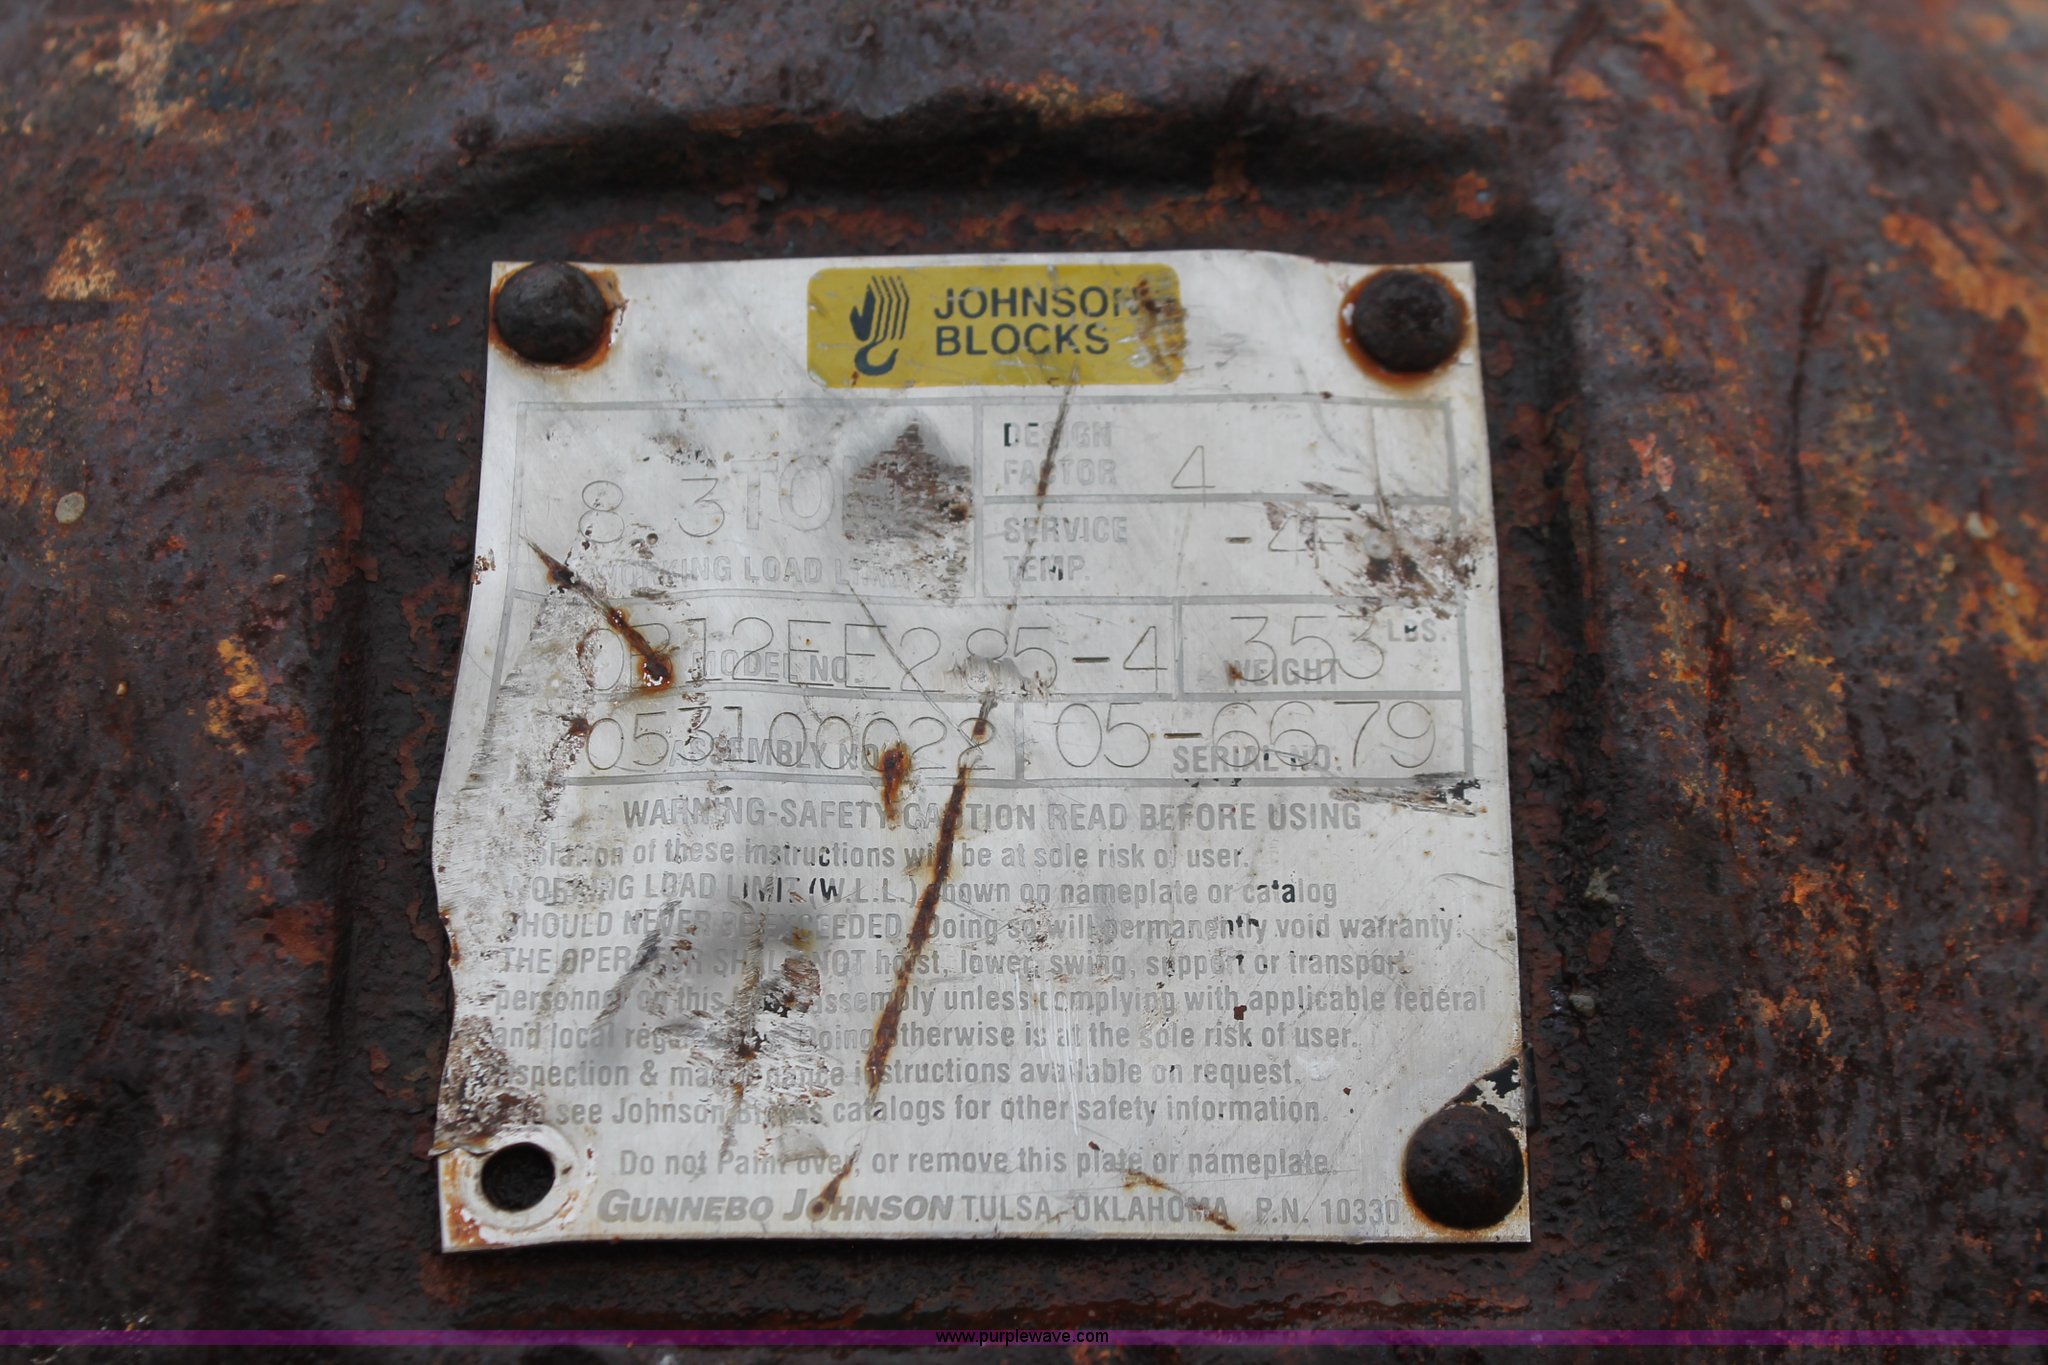 JOHNSON
BLOCKS
DESIGN
FACTOR 4
8.3TON
WORKING LOAD LIMIT
SERVICE
TEMP. -4F
12EE285-4
MODEL NO.
353 LBS.
WEIGHT
053100022
ASSEMBLY NO.
05-6679
SERIAL NO.
WARNING-SAFETY CAUTION READ BEFORE USING
Violation of these instructions will be at sole risk of user.
WORKING LOAD LIMIT (W.L.L.) shown on nameplate or catalog
SHOULD NEVER BE EXCEEDED. Doing so will permanently void warranty.
THE OPERATOR SHALL NOT hoist, lower, swing, support or transport
personnel on this assembly unless complying with applicable federal
and local Doing otherwise is at the sole risk of user.
Inspection & maintenance instructions available on request.
see Johnson Blocks catalogs for other safety information.
Do not Paint over, or remove this plate or nameplate.
GUNNEBO JOHNSON TULSA, OKLAHOMA P.N. 10330
www.purplewave.com